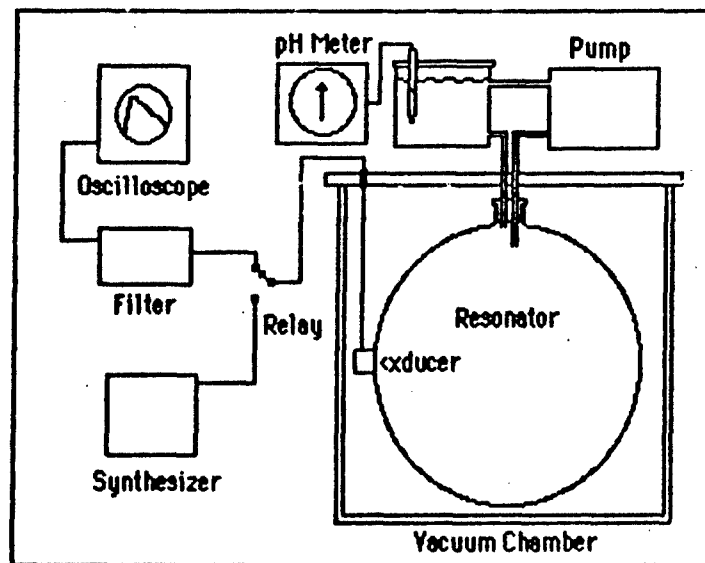 pH Meter
Pump
Oscilloscope
Filter
Relay
Resonator
<xducer
Synthesizer
Vacuum Chamber